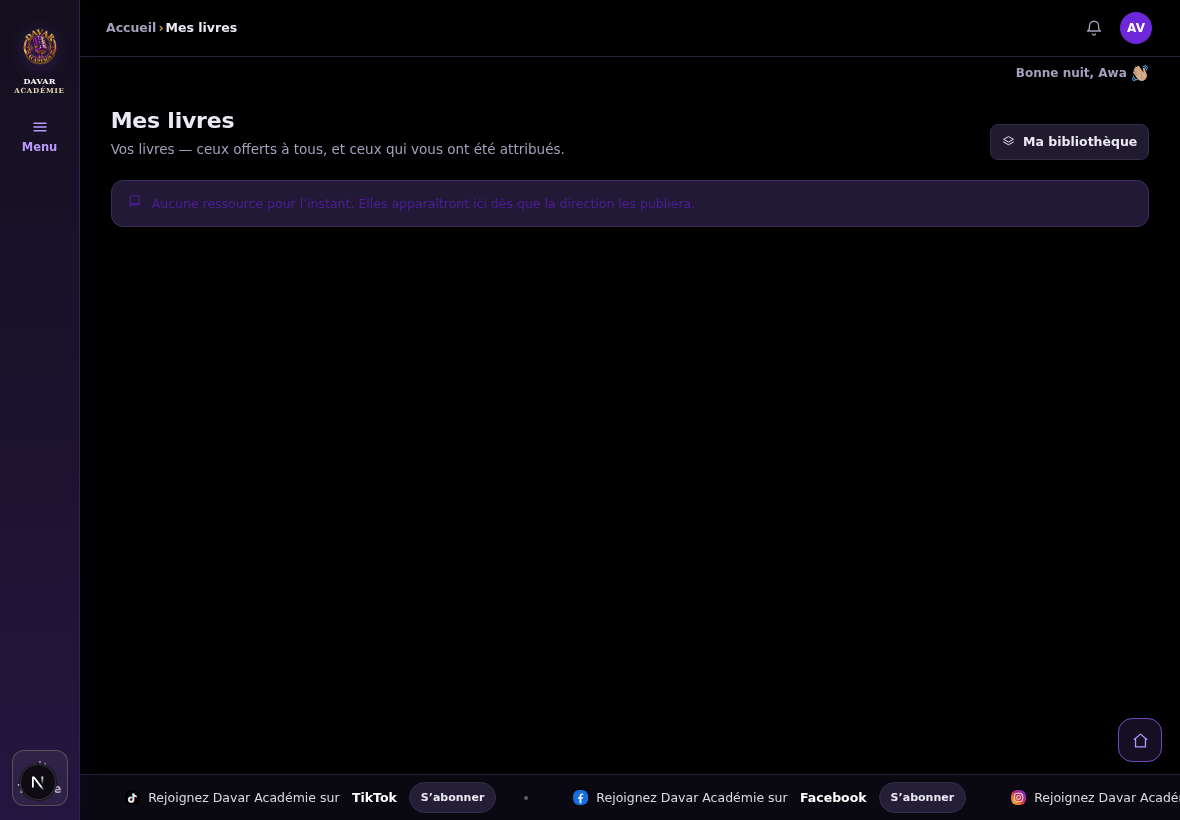 DAVAR
ACADÉMIE
Menu
Accueil › Mes livres
AV
Bonne nuit, Awa 👋🏼
Mes livres
Vos livres — ceux offerts à tous, et ceux qui vous ont été attribués.
Ma bibliothèque
Aucune ressource pour l’instant. Elles apparaîtront ici dès que la direction les publiera.
N
Rejoignez Davar Académie sur TikTok S’abonner • Rejoignez Davar Académie sur Facebook S’abonner Rejoignez Davar Acadé